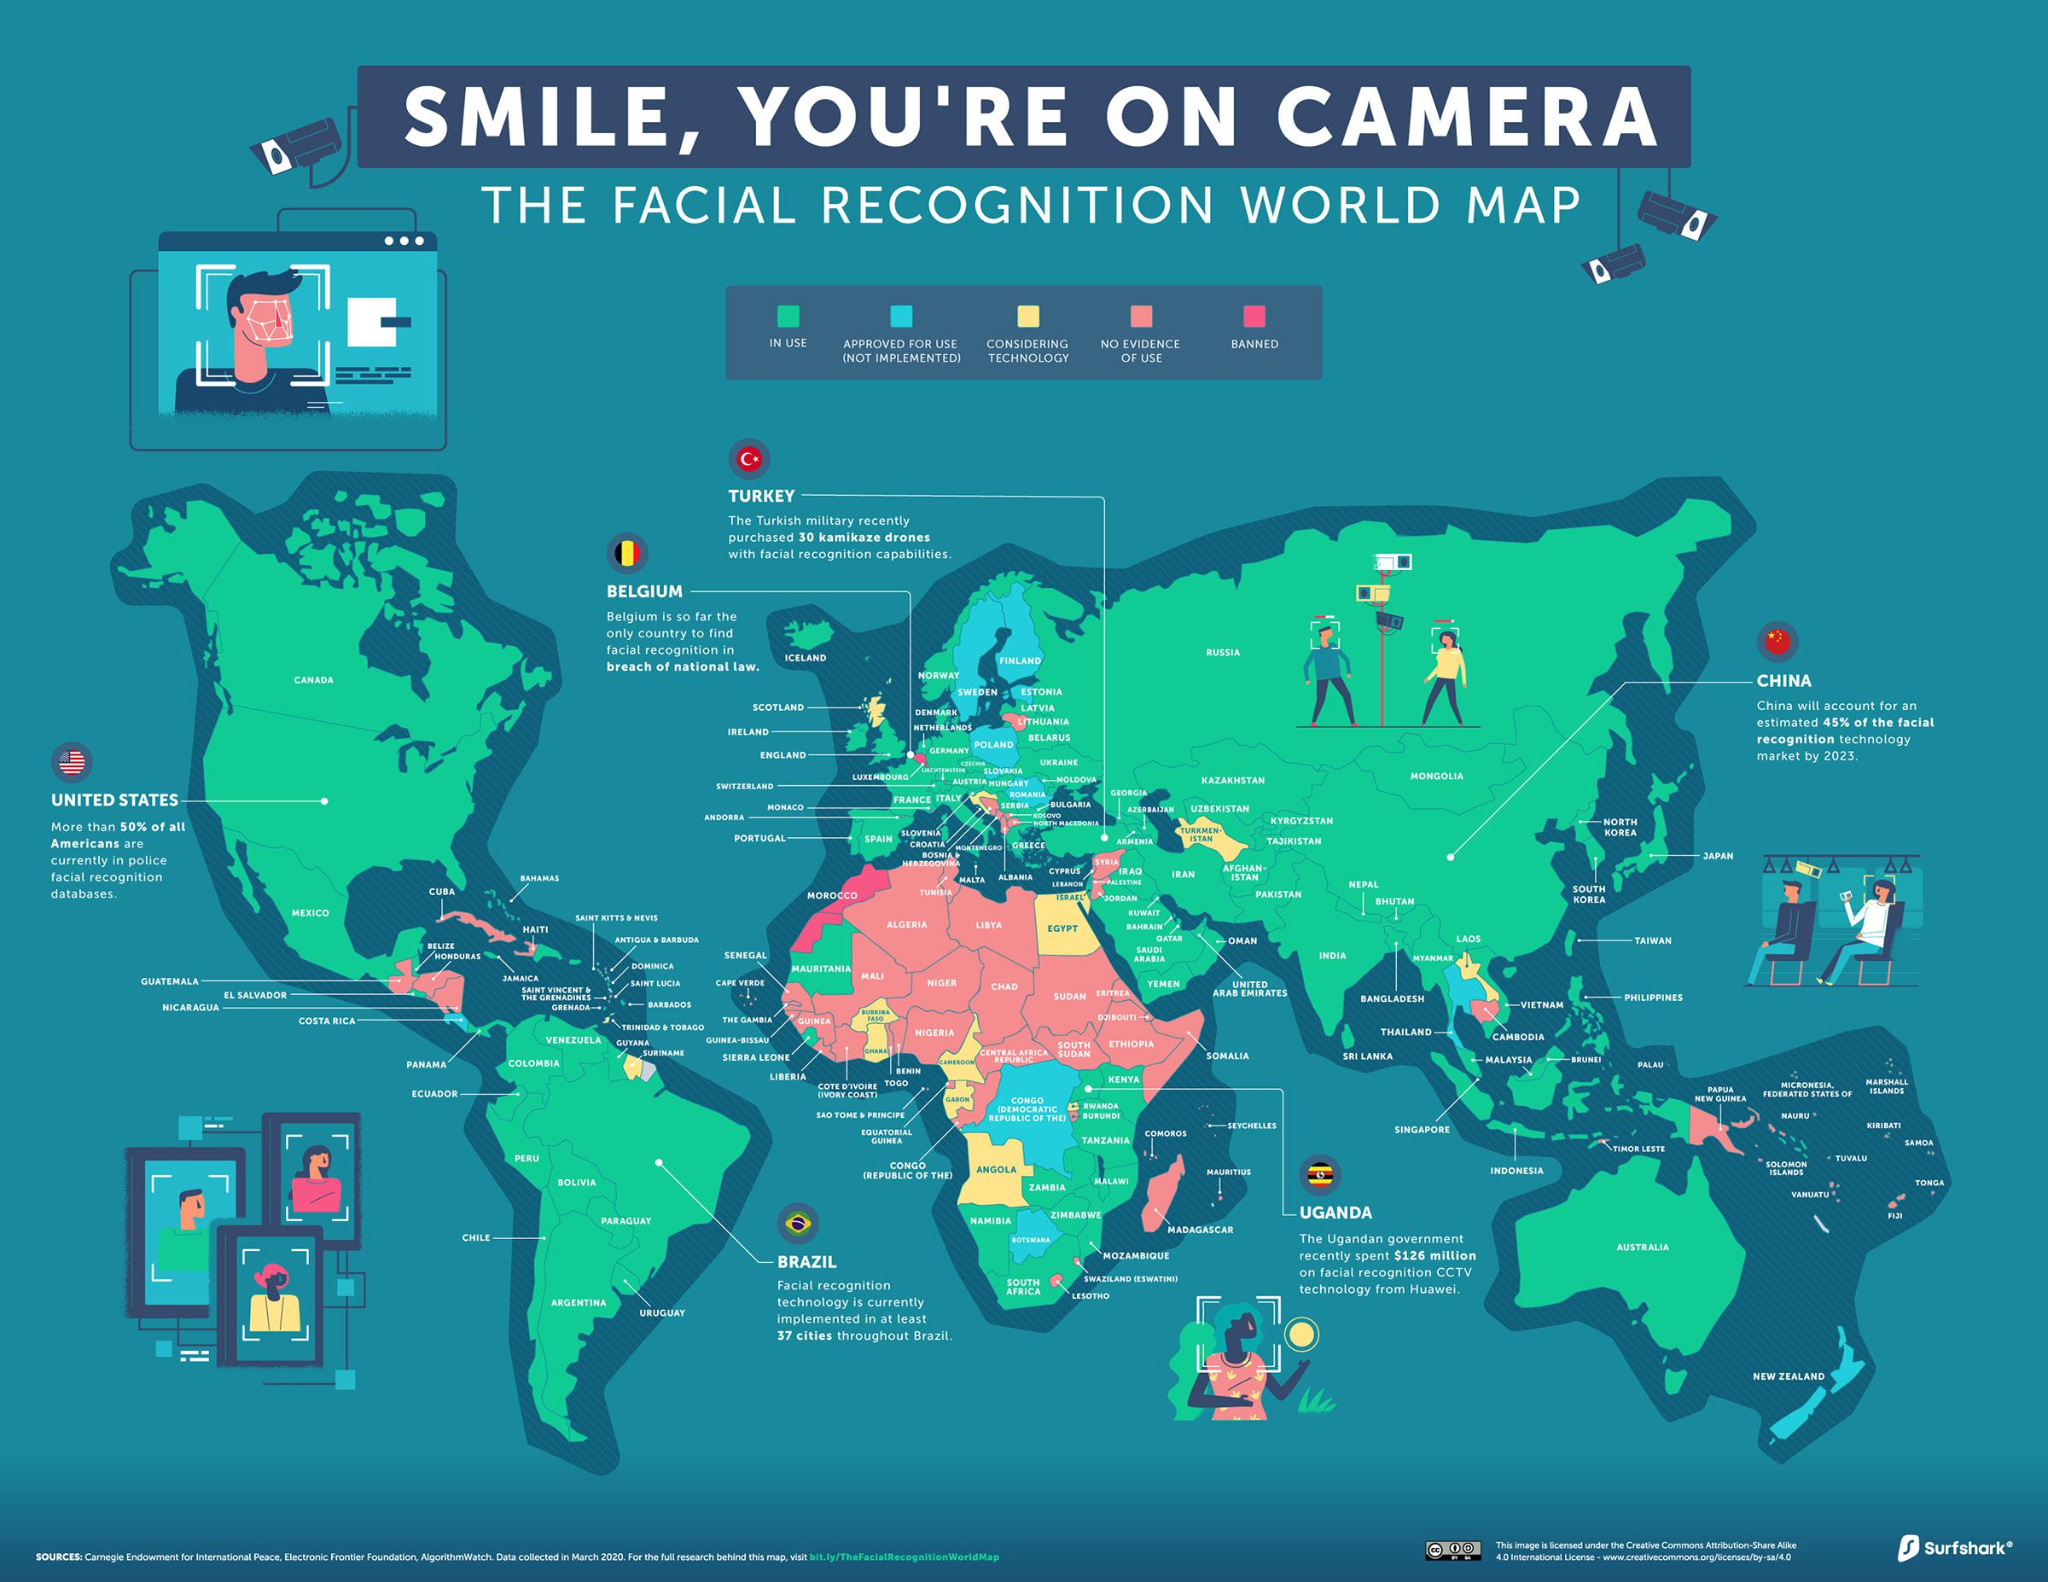 SMILE, YOU'RE ON CAMERA
THE FACIAL RECOGNITION WORLD MAP
IN USE
APPROVED FOR USE
(NOT IMPLEMENTED)
CONSIDERING
TECHNOLOGY
NO EVIDENCE
OF USE
BANNED
TURKEY
The Turkish military recently
purchased 30 kamikaze drones
with facial recognition capabilities.
BELGIUM
Belgium is so far the
only country to find
facial recognition in
breach of national law.
CHINA
China will account for an
estimated 45% of the facial
recognition technology
market by 2023.
UNITED STATES
More than 50% of all
Americans are
currently in police
facial recognition
databases.
BRAZIL
Facial recognition
technology is currently
implemented in at least
37 cities throughout Brazil.
UGANDA
The Ugandan government
recently spent $126 million
on facial recognition CCTV
technology from Huawei.
CANADA
MEXICO
CUBA
BAHAMAS
HAITI
JAMAICA
BELIZE
HONDURAS
GUATEMALA
EL SALVADOR
NICARAGUA
COSTA RICA
PANAMA
SAINT KITTS & NEVIS
ANTIGUA & BARBUDA
DOMINICA
SAINT LUCIA
SAINT VINCENT &
THE GRENADINES
GRENADA
BARBADOS
TRINIDAD & TOBAGO
VENEZUELA
GUYANA
SURINAME
COLOMBIA
ECUADOR
PERU
BOLIVIA
PARAGUAY
CHILE
ARGENTINA
URUGUAY
ICELAND
NORWAY
SWEDEN
FINLAND
ESTONIA
LATVIA
LITHUANIA
BELARUS
SCOTLAND
IRELAND
ENGLAND
DENMARK
NETHERLANDS
GERMANY
POLAND
LUXEMBOURG
LIECHTENSTEIN
CZECHIA
SLOVAKIA
UKRAINE
AUSTRIA
HUNGARY
MOLDOVA
SWITZERLAND
FRANCE
ITALY
ROMANIA
MONACO
SERBIA
BULGARIA
ANDORRA
KOSOVO
NORTH MACEDONIA
PORTUGAL
SPAIN
SLOVENIA
CROATIA
BOSNIA &
HERZEGOVINA
MONTENEGRO
GREECE
MALTA
ALBANIA
RUSSIA
KAZAKHSTAN
MONGOLIA
GEORGIA
AZERBAIJAN
ARMENIA
UZBEKISTAN
KYRGYZSTAN
TURKMEN-
ISTAN
TAJIKISTAN
NORTH
KOREA
SOUTH
KOREA
JAPAN
SYRIA
CYPRUS
LEBANON
PALESTINE
ISRAEL
JORDAN
IRAQ
IRAN
AFGHAN-
ISTAN
PAKISTAN
KUWAIT
BAHRAIN
QATAR
OMAN
SAUDI
ARABIA
YEMEN
UNITED
ARAB EMIRATES
NEPAL
BHUTAN
INDIA
BANGLADESH
SRI LANKA
MYANMAR
LAOS
THAILAND
VIETNAM
CAMBODIA
TAIWAN
PHILIPPINES
MALAYSIA
BRUNEI
SINGAPORE
INDONESIA
TIMOR LESTE
PALAU
PAPUA
NEW GUINEA
MICRONESIA,
FEDERATED STATES OF
MARSHALL
ISLANDS
NAURU
KIRIBATI
SAMOA
SOLOMON
ISLANDS
TUVALU
VANUATU
TONGA
FIJI
AUSTRALIA
NEW ZEALAND
MOROCCO
TUNISIA
ALGERIA
LIBYA
EGYPT
MAURITANIA
MALI
NIGER
CHAD
SUDAN
ERITREA
DJIBOUTI
SENEGAL
CAPE VERDE
THE GAMBIA
GUINEA
GUINEA-BISSAU
SIERRA LEONE
LIBERIA
BURKINA
FASO
GHANA
COTE D'IVOIRE
(IVORY COAST)
TOGO
BENIN
NIGERIA
CAMEROON
CENTRAL AFRICA
REPUBLIC
SOUTH
SUDAN
ETHIOPIA
SOMALIA
SAO TOME & PRINCIPE
EQUATORIAL
GUINEA
GABON
CONGO
(REPUBLIC OF THE)
CONGO
(DEMOCRATIC
REPUBLIC OF THE)
KENYA
RWANDA
BURUNDI
TANZANIA
SEYCHELLES
COMOROS
ANGOLA
ZAMBIA
MALAWI
MAURITIUS
NAMIBIA
ZIMBABWE
BOTSWANA
MADAGASCAR
MOZAMBIQUE
SWAZILAND (ESWATINI)
SOUTH
AFRICA
LESOTHO
SOURCES: Carnegie Endowment for International Peace, Electronic Frontier Foundation, AlgorithmWatch. Data collected in March 2020. For the full research behind this map, visit bit.ly/TheFacialRecognitionWorldMap
CC
BY SA
This image is licensed under the Creative Commons Attribution-Share Alike
4.0 International License - www.creativecommons.org/licenses/by-sa/4.0
Surfshark®